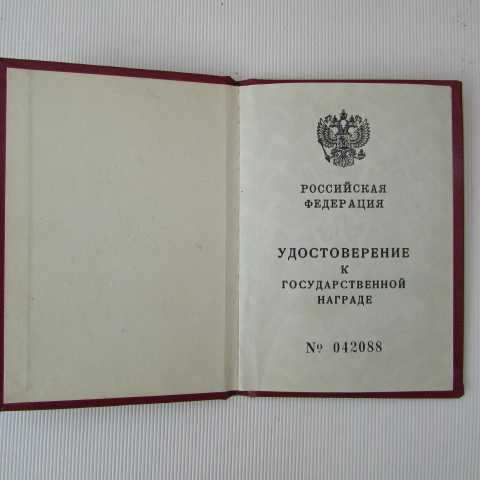 РОССИЙСКАЯ
ФЕДЕРАЦИЯ
УДОСТОВЕРЕНИЕ
К
ГОСУДАРСТВЕННОЙ
НАГРАДЕ
№ 042088